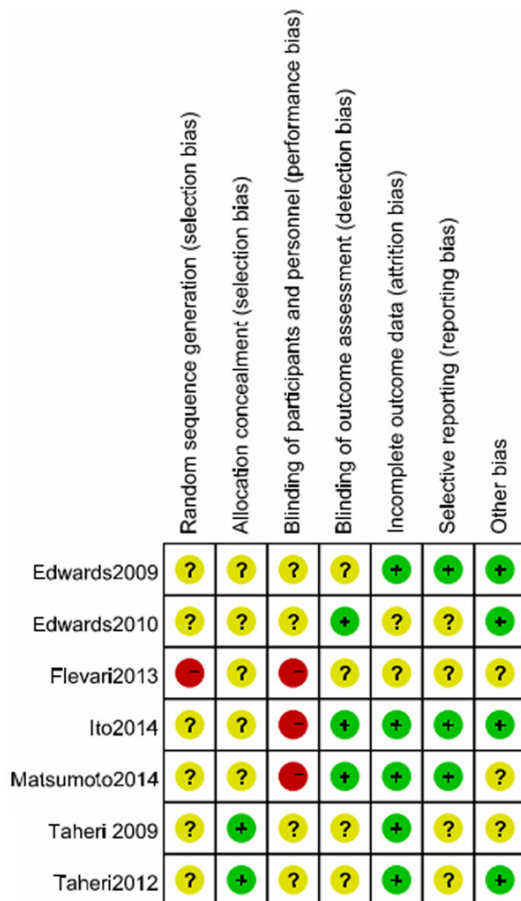 Random sequence generation (selection bias)
Allocation concealment (selection bias)
Blinding of participants and personnel (performance bias)
Blinding of outcome assessment (detection bias)
Incomplete outcome data (attrition bias)
Selective reporting (reporting bias)
Other bias
Edwards2009 ? ? ? ? + + +
Edwards2010 ? ? ? + ? ? +
Flevari2013 - ? - ? ? ? ?
Ito2014 ? ? - + + + +
Matsumoto2014 ? ? - + + + ?
Taheri 2009 ? + ? ? + ? ?
Taheri2012 ? + ? ? + ? +